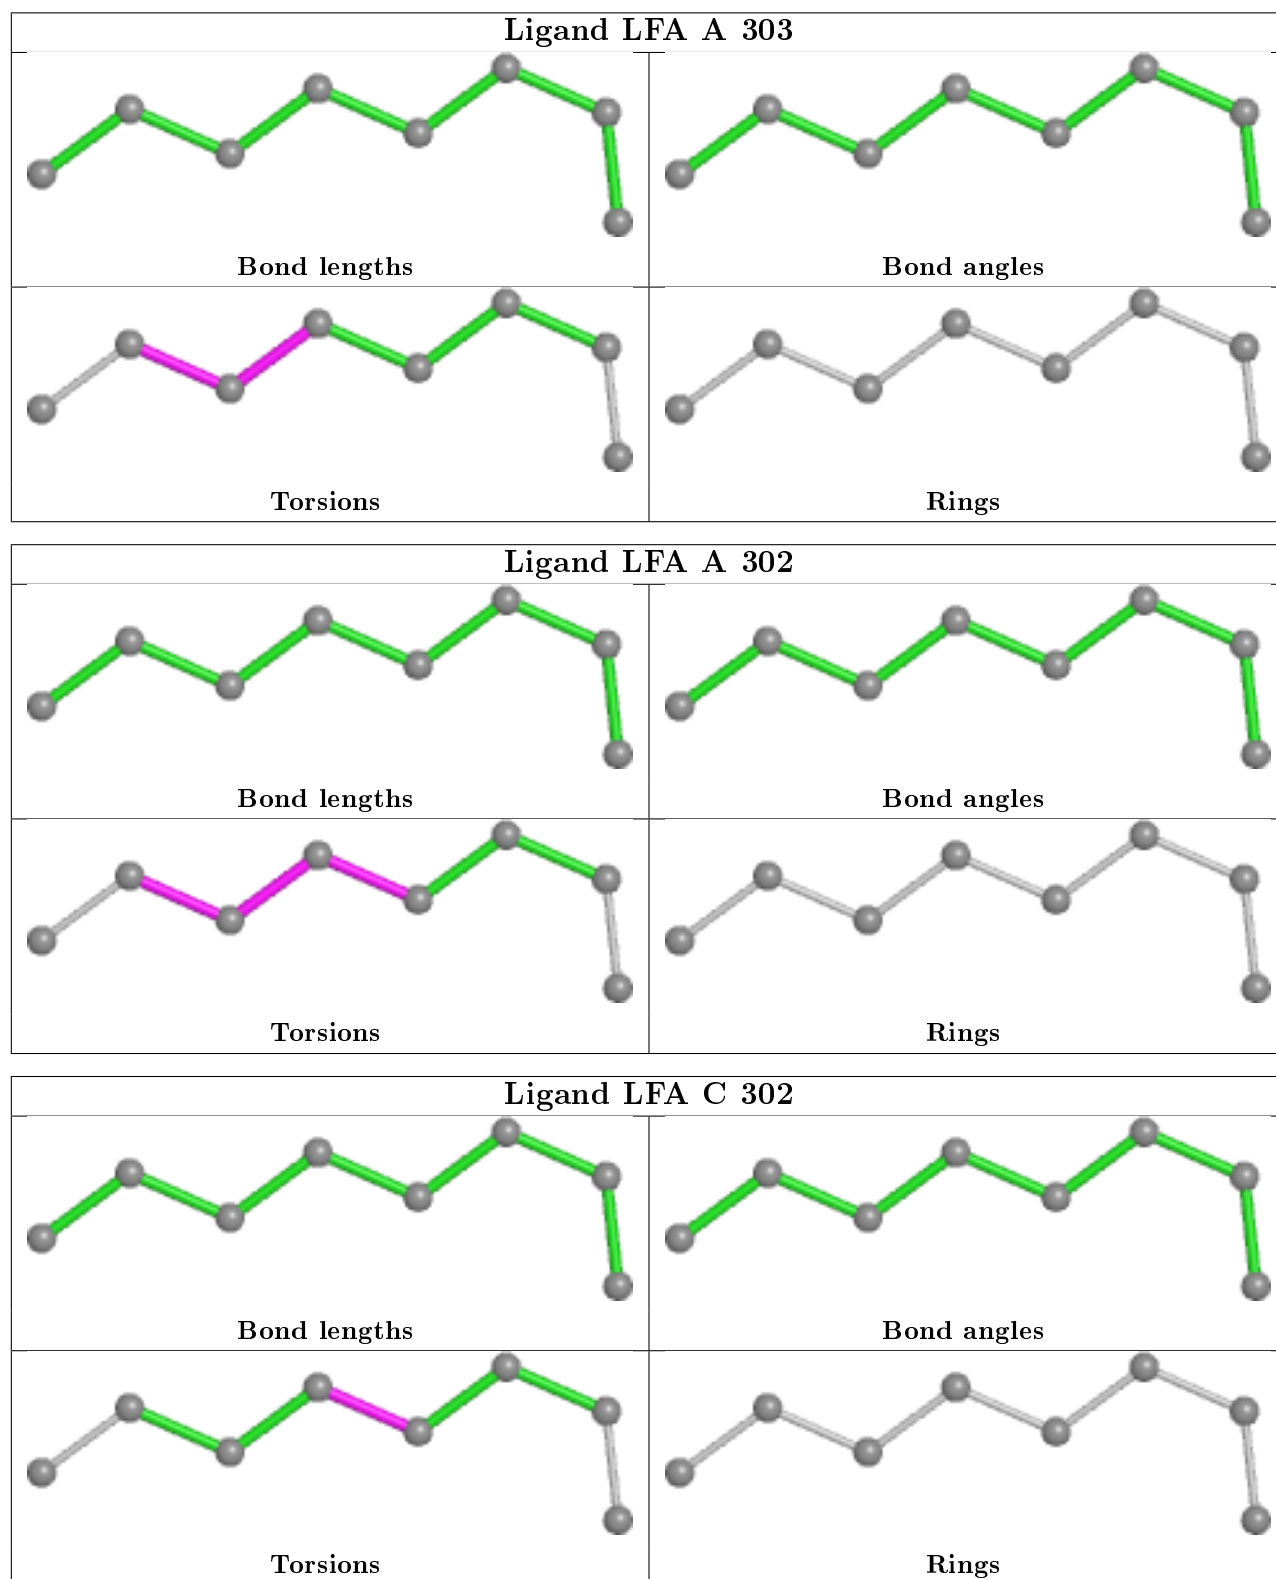 Ligand LFA A 303
Bond lengths
Bond angles
Torsions
Rings
Ligand LFA A 302
Bond lengths
Bond angles
Torsions
Rings
Ligand LFA C 302
Bond lengths
Bond angles
Torsions
Rings